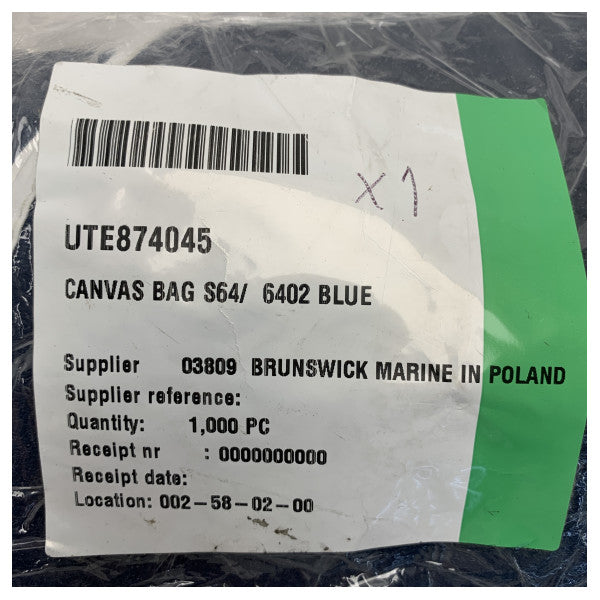 x 1
UTE874045
CANVAS BAG S64/ 6402 BLUE
Supplier 03809 BRUNSWICK MARINE IN POLAND
Supplier reference:
Quantity: 1,000 PC
Receipt nr : 0000000000
Receipt date:
Location: 002-58-02-00